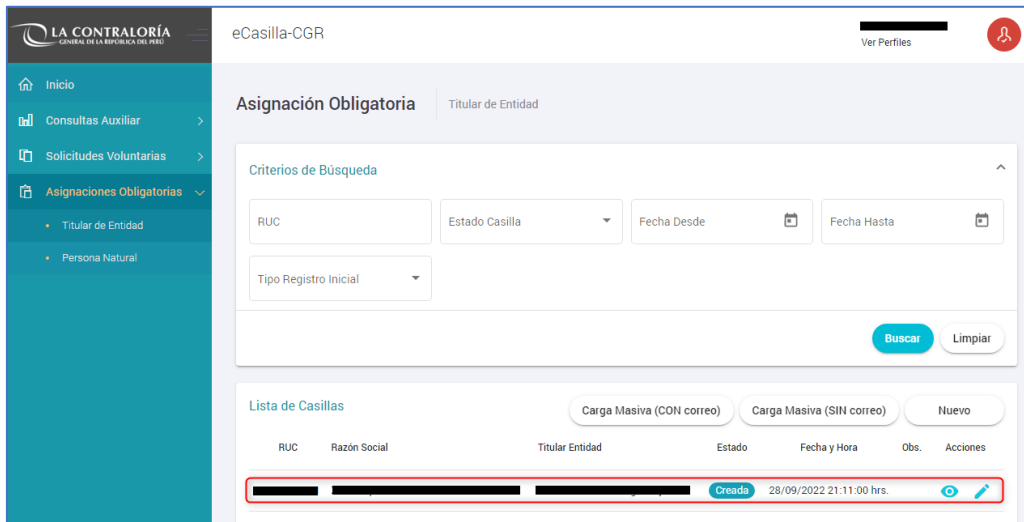 LA CONTRALORÍA
GENERAL DE LA REPÚBLICA DEL PERÚ
eCasilla-CGR
Ver Perfiles
Inicio
Consultas Auxiliar
Solicitudes Voluntarias
Asignaciones Obligatorias
Titular de Entidad
Persona Natural
Asignación Obligatoria
Titular de Entidad
Criterios de Búsqueda
RUC
Estado Casilla
Fecha Desde
Fecha Hasta
Tipo Registro Inicial
Buscar
Limpiar
Lista de Casillas
Carga Masiva (CON correo)
Carga Masiva (SIN correo)
Nuevo
RUC Razón Social Titular Entidad Estado Fecha y Hora Obs. Acciones
Creada 28/09/2022 21:11:00 hrs.